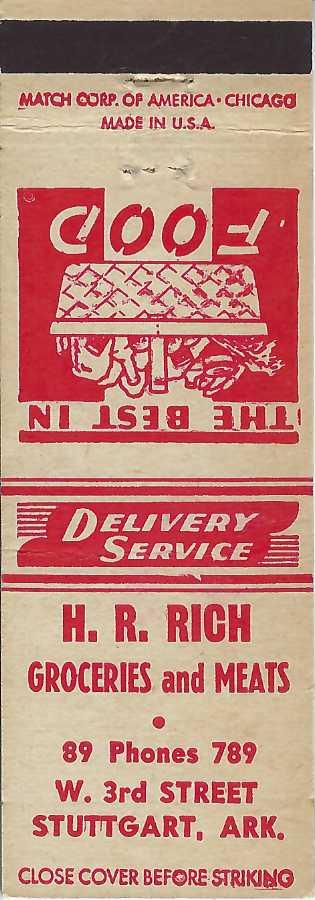 MATCH CORP. OF AMERICA • CHICAGO
MADE IN U.S.A.
THE BEST IN
FOOD
DELIVERY
SERVICE
H. R. RICH
GROCERIES and MEATS
•
89 Phones 789
W. 3rd STREET
STUTTGART, ARK.
CLOSE COVER BEFORE STRIKING